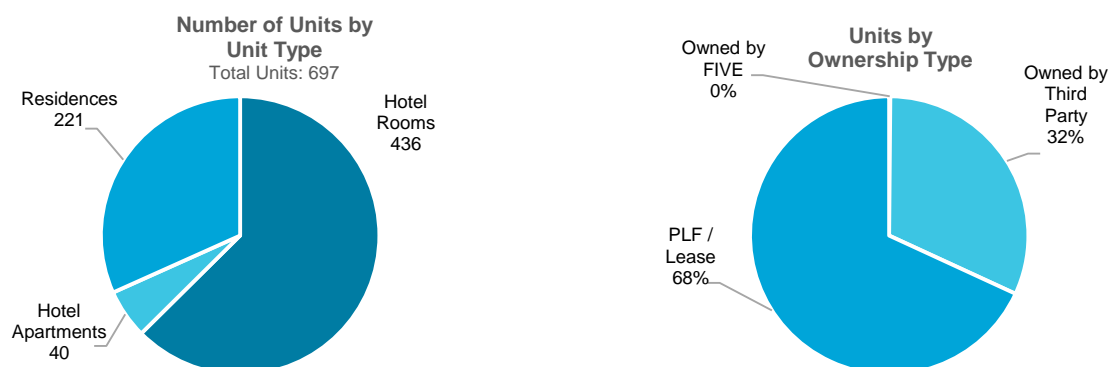 Number of Units by
Unit Type
Total Units: 697
Residences
221
Hotel
Rooms
436
Hotel
Apartments
40
Units by
Ownership Type
Owned by
FIVE
0%
Owned by
Third
Party
32%
PLF /
Lease
68%